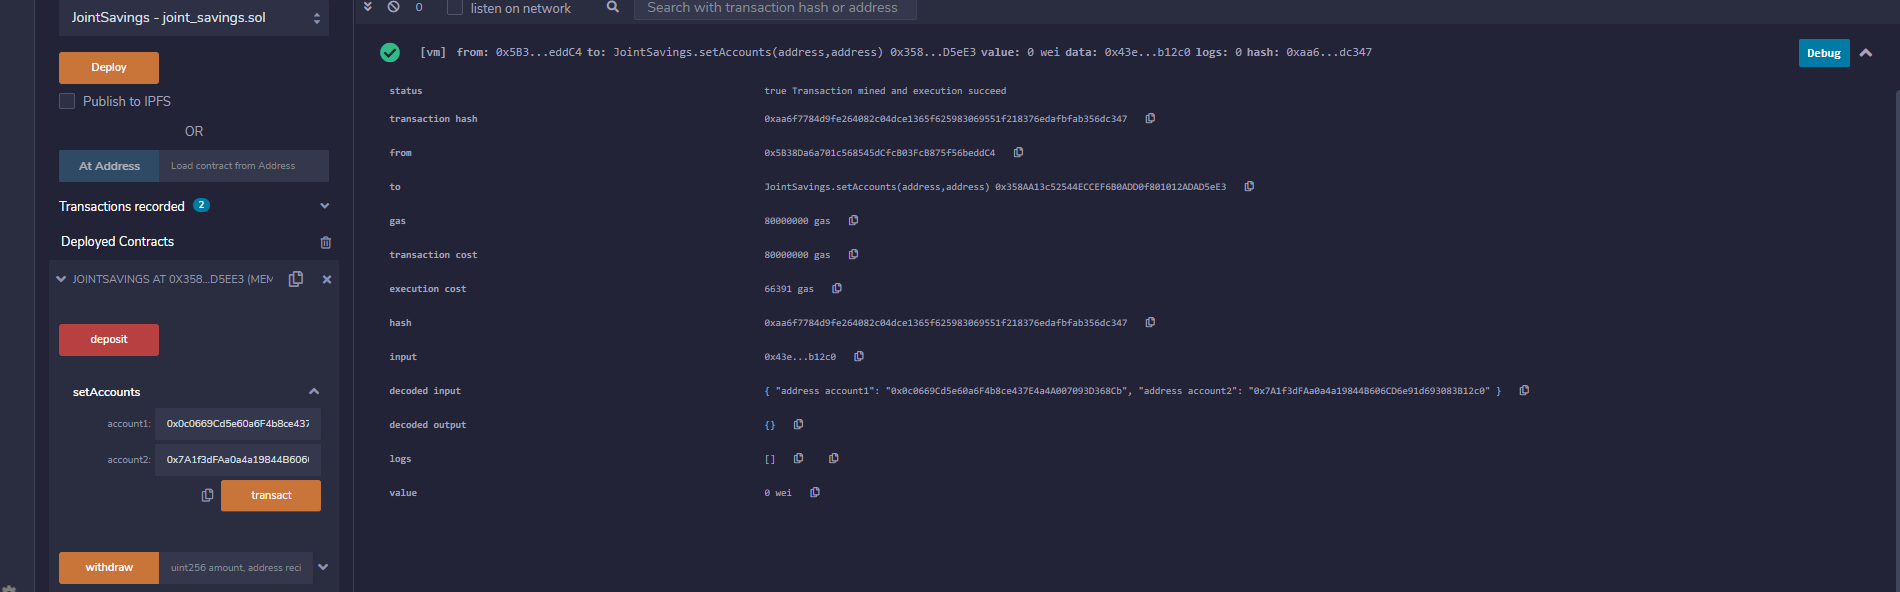 JointSavings - joint_savings.sol
Deploy
Publish to IPFS
OR
At Address Load contract from Address
Transactions recorded 2
Deployed Contracts
JOINTSAVINGS AT 0X358...D5EE3 (MEM
deposit
setAccounts
account1: 0x0c0669Cd5e60a6F4b8ce437
account2: 0x7A1f3dFAa0a4a19844B606
transact
withdraw uint256 amount, address reci
0 listen on network Search with transaction hash or address
[vm] from: 0x5B3...eddC4 to: JointSavings.setAccounts(address,address) 0x358...D5eE3 value: 0 wei data: 0x43e...b12c0 logs: 0 hash: 0xaa6...dc347 Debug
status true Transaction mined and execution succeed
transaction hash 0xaa6f7784d9fe264082c04dce1365f625983069551f218376edafbfab356dc347
from 0x5B38Da6a701c568545dCfcB03FcB875f56beddC4
to JointSavings.setAccounts(address,address) 0x358AA13c52544ECCEF6B0ADD0f801012ADAD5eE3
gas 80000000 gas
transaction cost 80000000 gas
execution cost 66391 gas
hash 0xaa6f7784d9fe264082c04dce1365f625983069551f218376edafbfab356dc347
input 0x43e...b12c0
decoded input { "address account1": "0x0c0669Cd5e60a6F4b8ce437E4a4A007093D368Cb", "address account2": "0x7A1f3dFAa0a4a19844B606CD6e91d693083B12c0" }
decoded output {}
logs []
value 0 wei